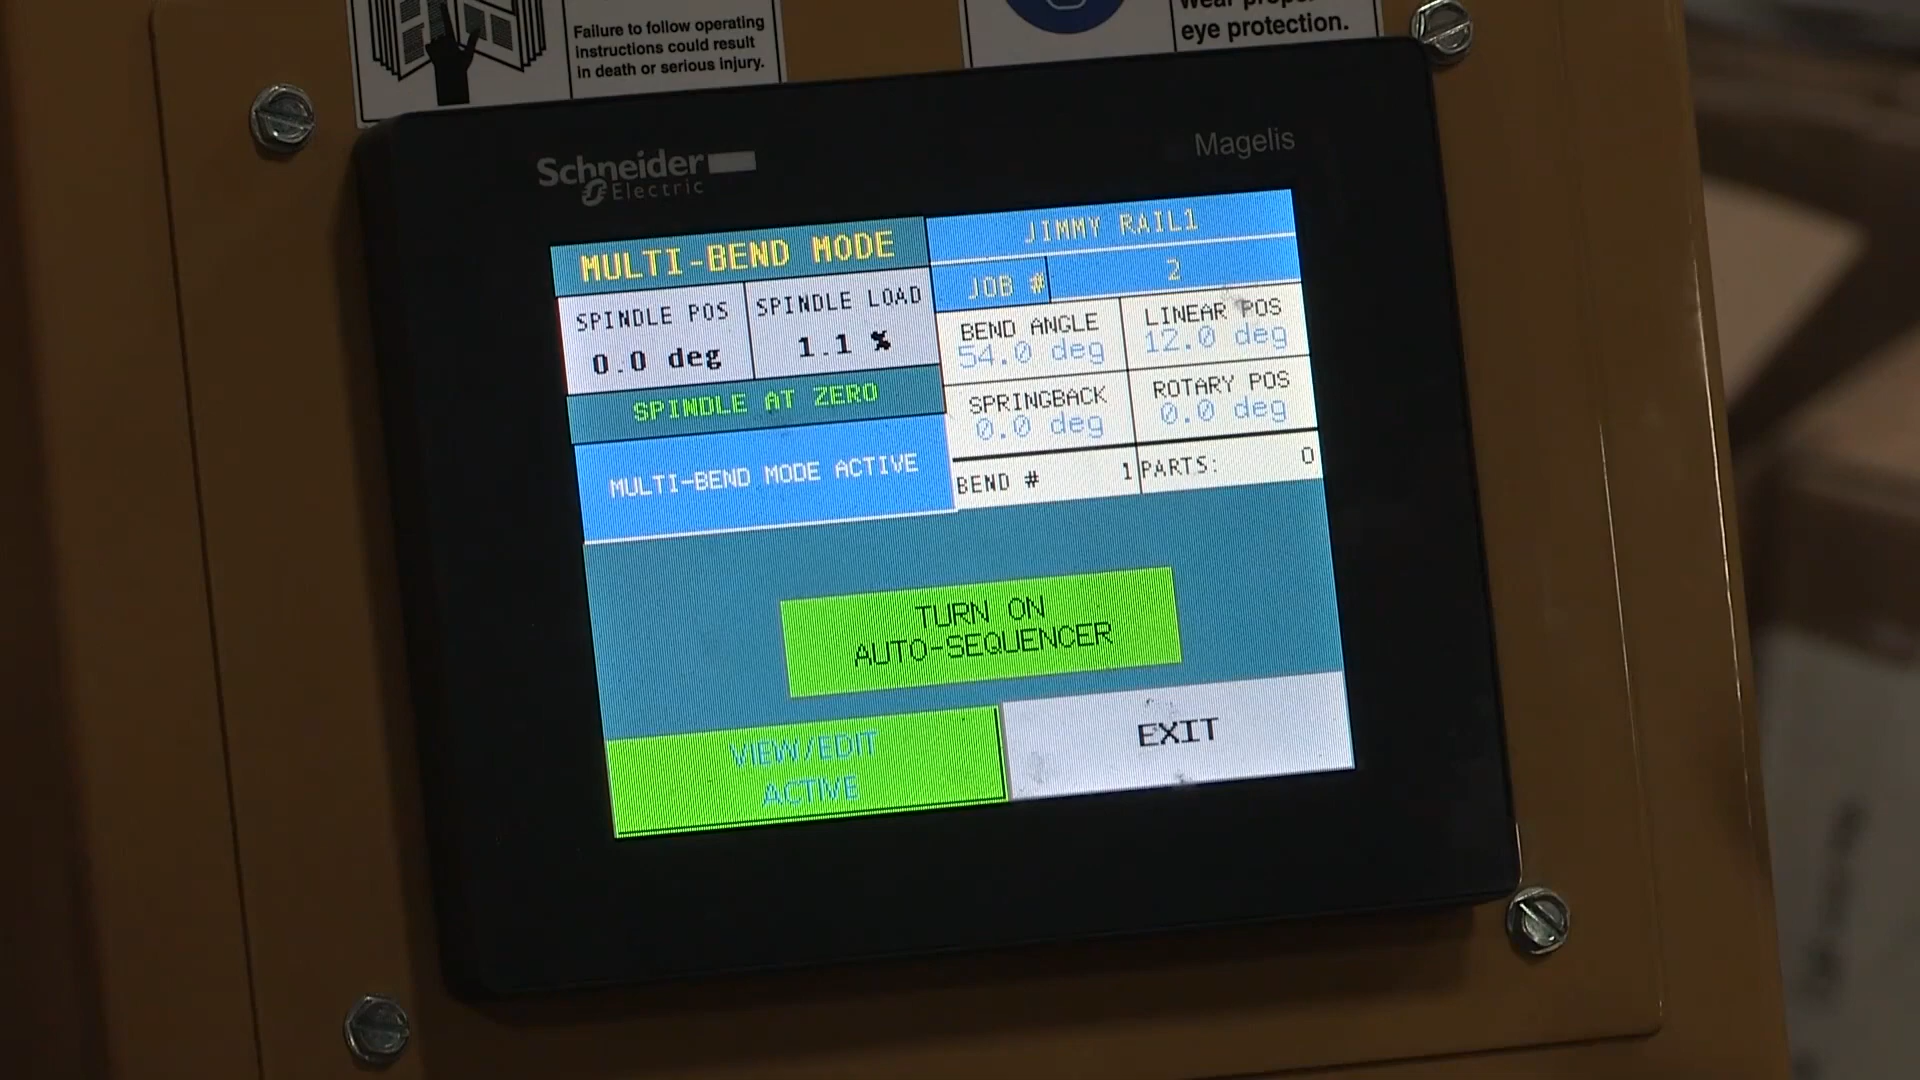 Failure to follow operating
instructions could result
in death or serious injury.
eye protection.
Schneider
Electric
Magelis
MULTI-BEND MODE
JIMMY RAIL1
JOB # 2
SPINDLE POS
0.0 deg
SPINDLE LOAD
1.1 %
SPINDLE AT ZERO
MULTI-BEND MODE ACTIVE
BEND ANGLE
54.0 deg
LINEAR POS
12.0 deg
SPRINGBACK
0.0 deg
ROTARY POS
0.0 deg
BEND # 1
PARTS: 0
TURN ON
AUTO-SEQUENCER
VIEW/EDIT
ACTIVE
EXIT